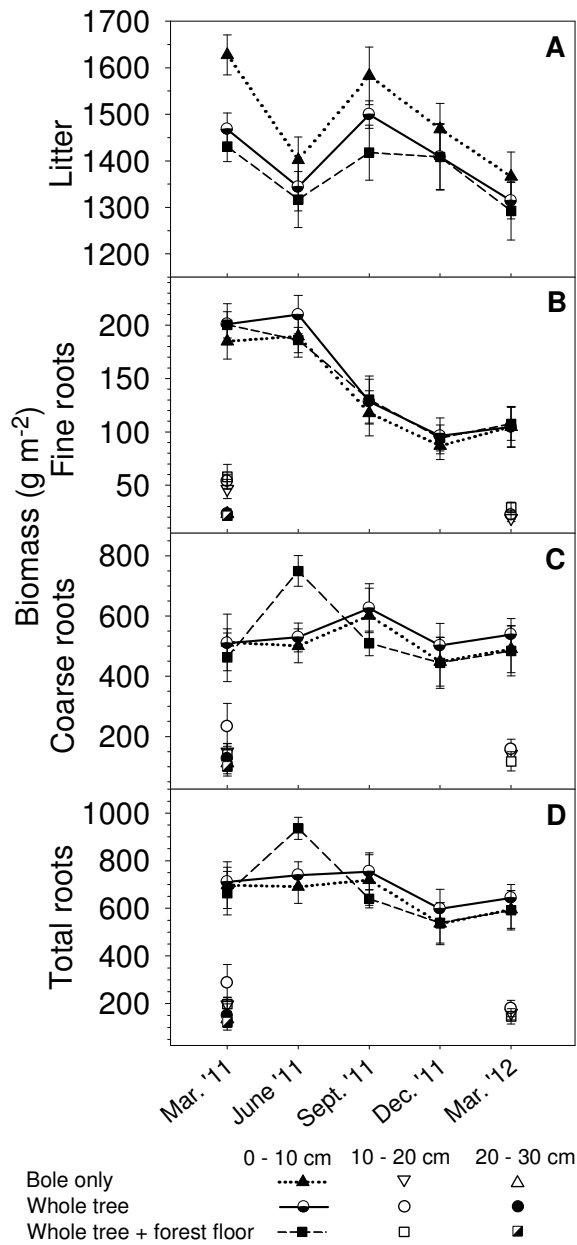 Biomass (g m-2)
A
Litter
1700
1600
1500
1400
1300
1200
B
Fine roots
200
150
100
50
C
Coarse roots
800
600
400
200
D
Total roots
1000
800
600
400
200
Mar. '11 June '11 Sept. '11 Dec. '11 Mar. '12
0 - 10 cm 10 - 20 cm 20 - 30 cm
Bole only
Whole tree
Whole tree + forest floor